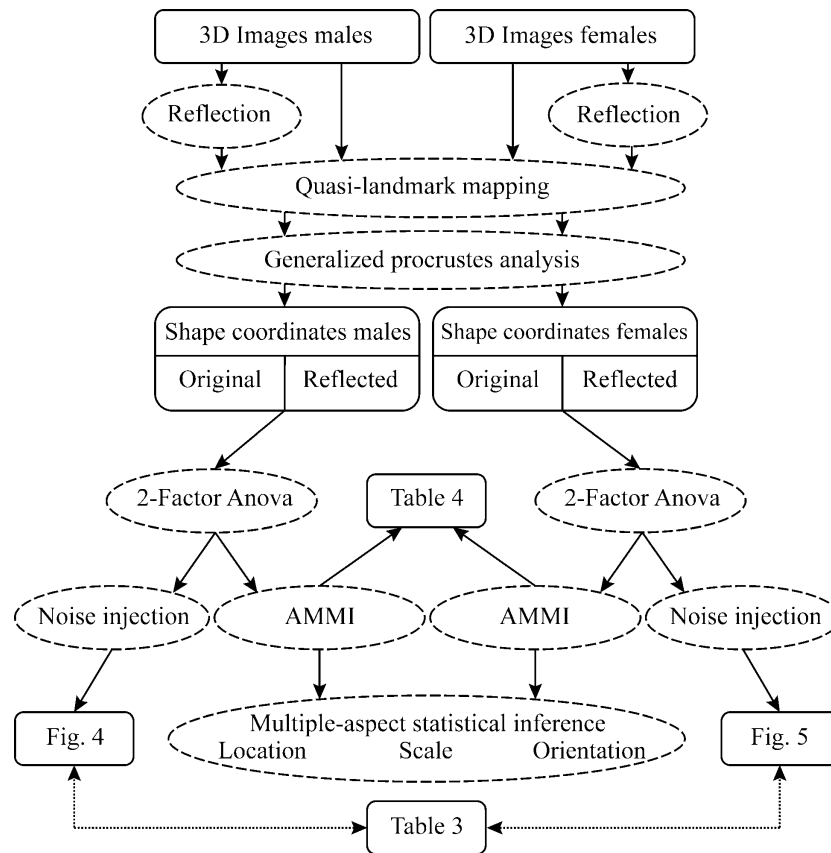 3D Images males
3D Images females
Reflection
Reflection
Quasi-landmark mapping
Generalized procrustes analysis
Shape coordinates males
Original
Reflected
Shape coordinates females
Original
Reflected
2-Factor Anova
Table 4
2-Factor Anova
Noise injection
AMMI
AMMI
Noise injection
Fig. 4
Multiple-aspect statistical inference
Location Scale Orientation
Fig. 5
Table 3